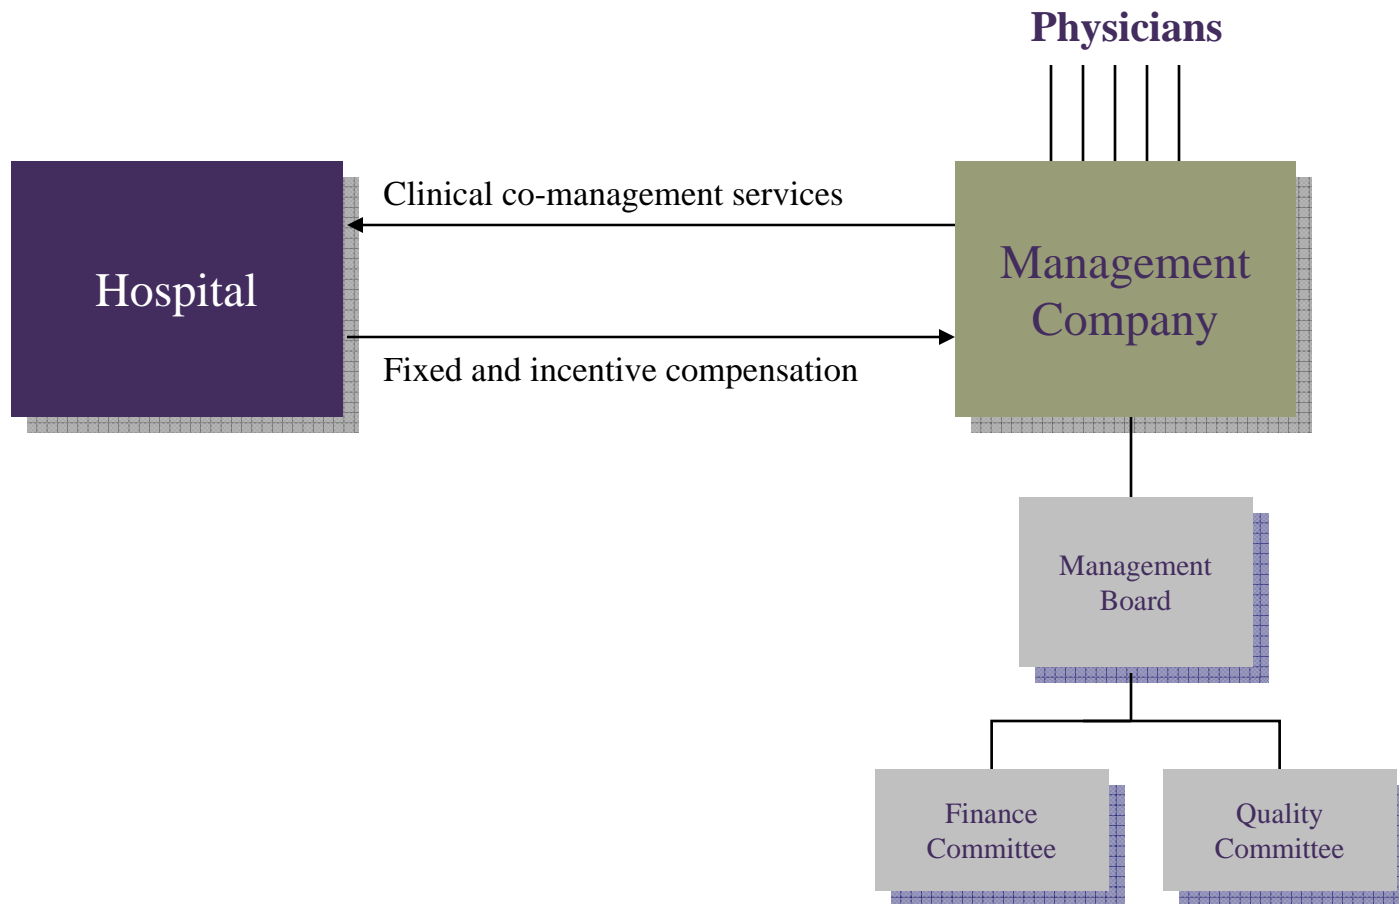 Physicians
Clinical co-management services
Hospital
Management
Company
Fixed and incentive compensation
Management
Board
Finance
Committee
Quality
Committee